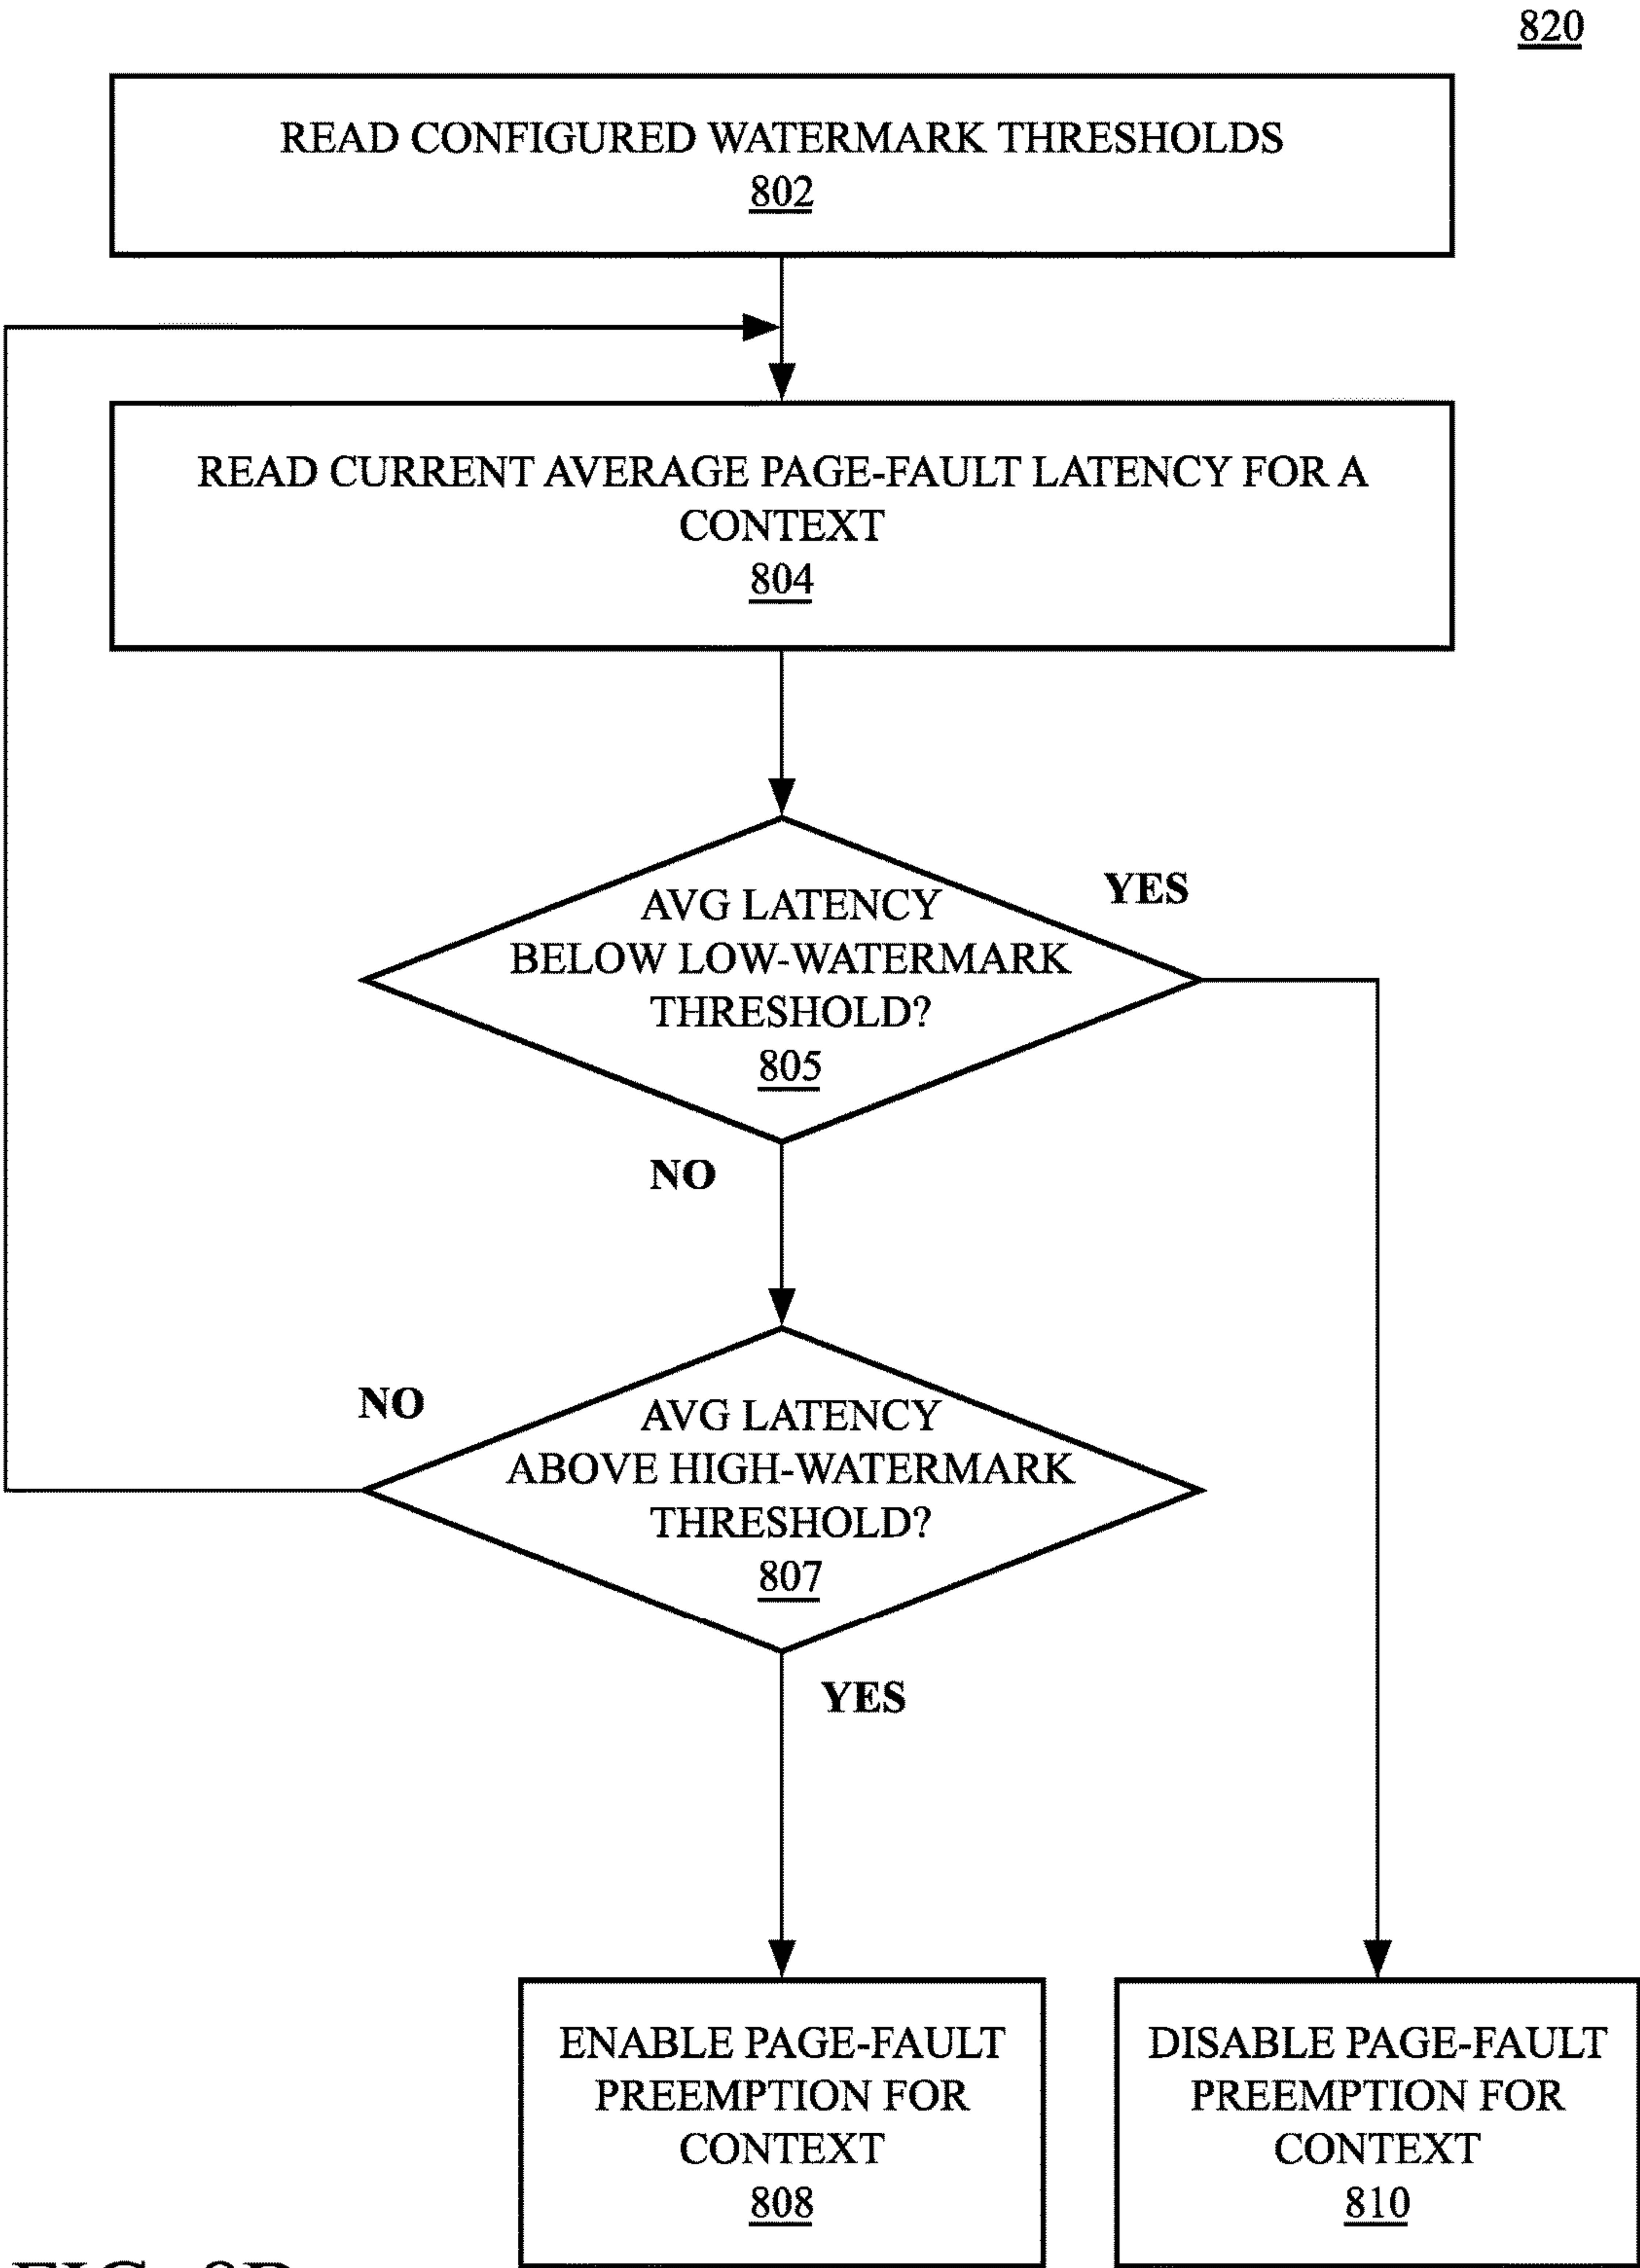 820
READ CONFIGURED WATERMARK THRESHOLDS
802
READ CURRENT AVERAGE PAGE-FAULT LATENCY FOR A
CONTEXT
804
AVG LATENCY
BELOW LOW-WATERMARK
THRESHOLD?
805
YES
NO
AVG LATENCY
ABOVE HIGH-WATERMARK
THRESHOLD?
807
NO
YES
ENABLE PAGE-FAULT
PREEMPTION FOR
CONTEXT
808
DISABLE PAGE-FAULT
PREEMPTION FOR
CONTEXT
810